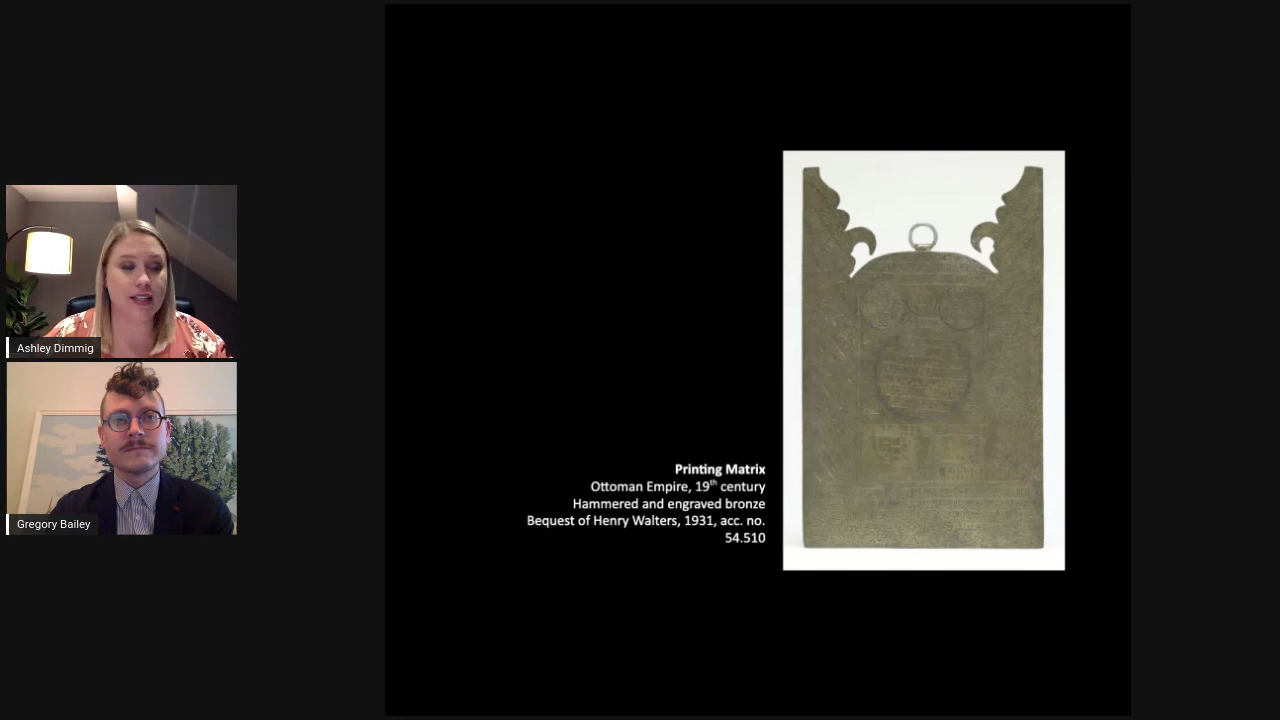 Ashley Dimmig
Gregory Bailey
Printing Matrix
Ottoman Empire, 19th century
Hammered and engraved bronze
Bequest of Henry Walters, 1931, acc. no.
54.510